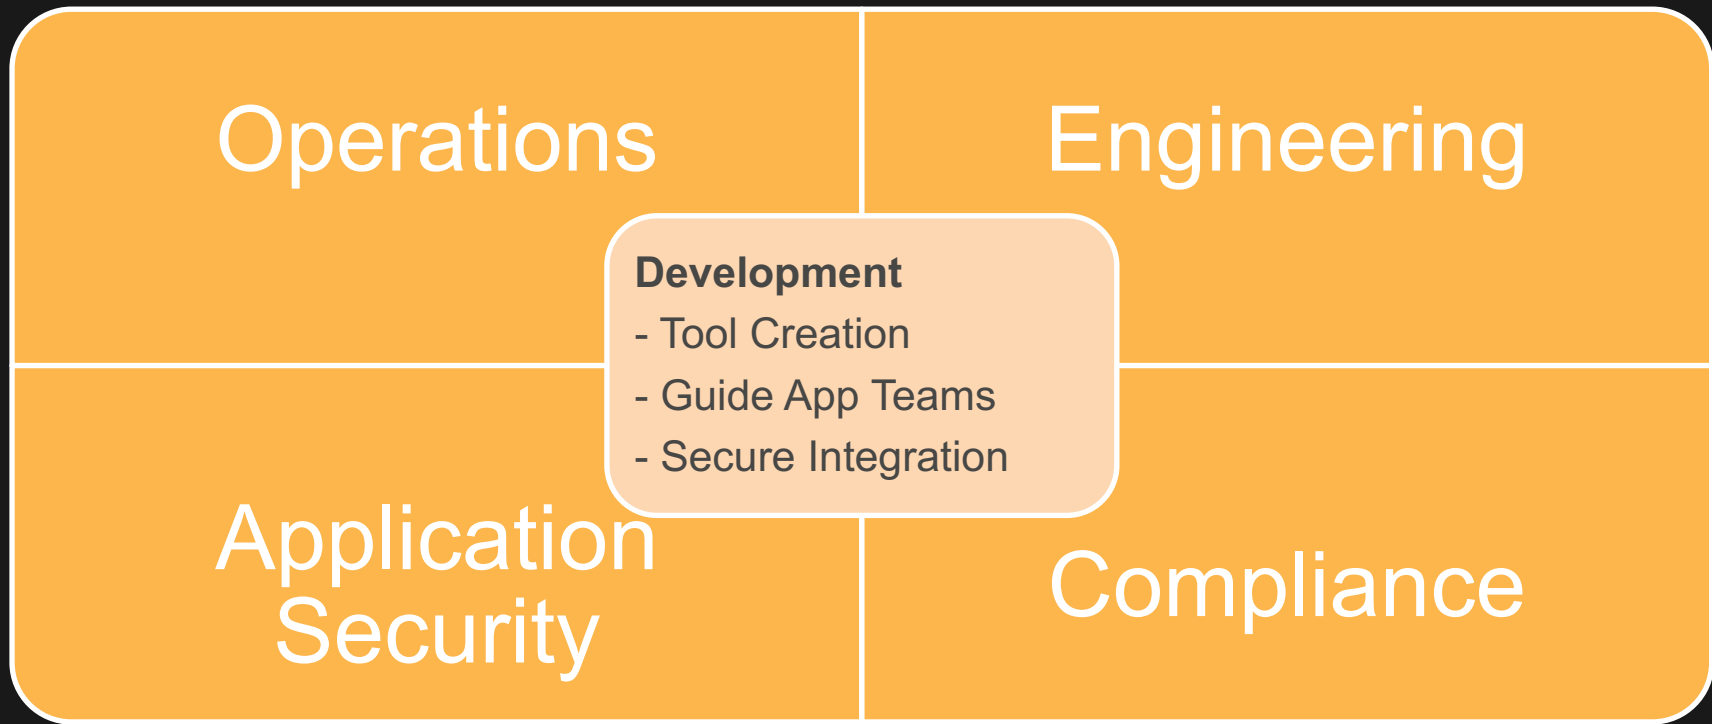 Operations
Engineering
Development
- Tool Creation
- Guide App Teams
- Secure Integration
Application
Security
Compliance